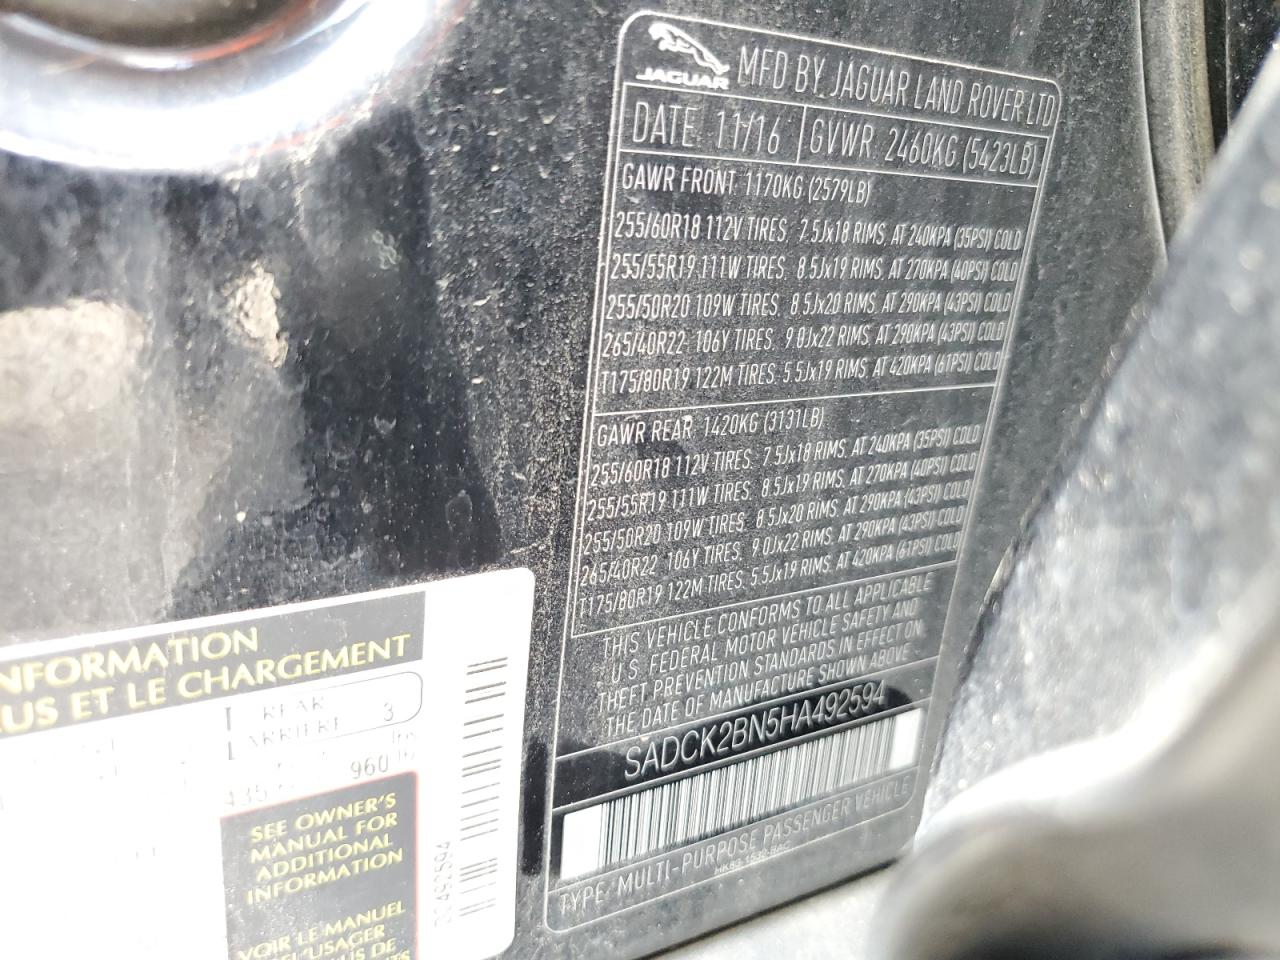 JAGUAR
MFD BY JAGUAR LAND ROVER LTD
DATE 11/16
GVWR 2460KG (5423LB)
GAWR FRONT 1170KG (2579LB)
255/60R18 112V TIRES, 7.5Jx18 RIMS, AT 240KPA (35PSI) COLD
255/55R19 111W TIRES, 8.5Jx19 RIMS, AT 270KPA (40PSI) COLD
255/50R20 109W TIRES, 8.5Jx20 RIMS, AT 290KPA (43PSI) COLD
265/40R22 106Y TIRES, 9.0Jx22 RIMS, AT 290KPA (43PSI) COLD
T175/80R19 122M TIRES, 5.5Jx19 RIMS, AT 420KPA (61PSI) COLD
GAWR REAR 1420KG (3131LB)
255/60R18 112V TIRES, 7.5Jx18 RIMS, AT 240KPA (35PSI) COLD
255/55R19 111W TIRES, 8.5Jx19 RIMS, AT 270KPA (40PSI) COLD
255/50R20 109W TIRES, 8.5Jx20 RIMS, AT 290KPA (43PSI) COLD
265/40R22 106Y TIRES, 9.0Jx22 RIMS, AT 290KPA (43PSI) COLD
T175/80R19 122M TIRES, 5.5Jx19 RIMS, AT 420KPA (61PSI) COLD
THIS VEHICLE CONFORMS TO ALL APPLICABLE
U.S. FEDERAL MOTOR VEHICLE SAFETY AND
THEFT PREVENTION STANDARDS IN EFFECT ON
THE DATE OF MANUFACTURE SHOWN ABOVE
SADCK2BN5HA492594
TYPE: MULTI-PURPOSE PASSENGER VEHICLE
NFORMATION
US ET LE CHARGEMENT
REAR
ARRIERE 3
960
SEE OWNER'S
MANUAL FOR
ADDITIONAL
INFORMATION
VOIR LE MANUEL
L'USAGER
US DE